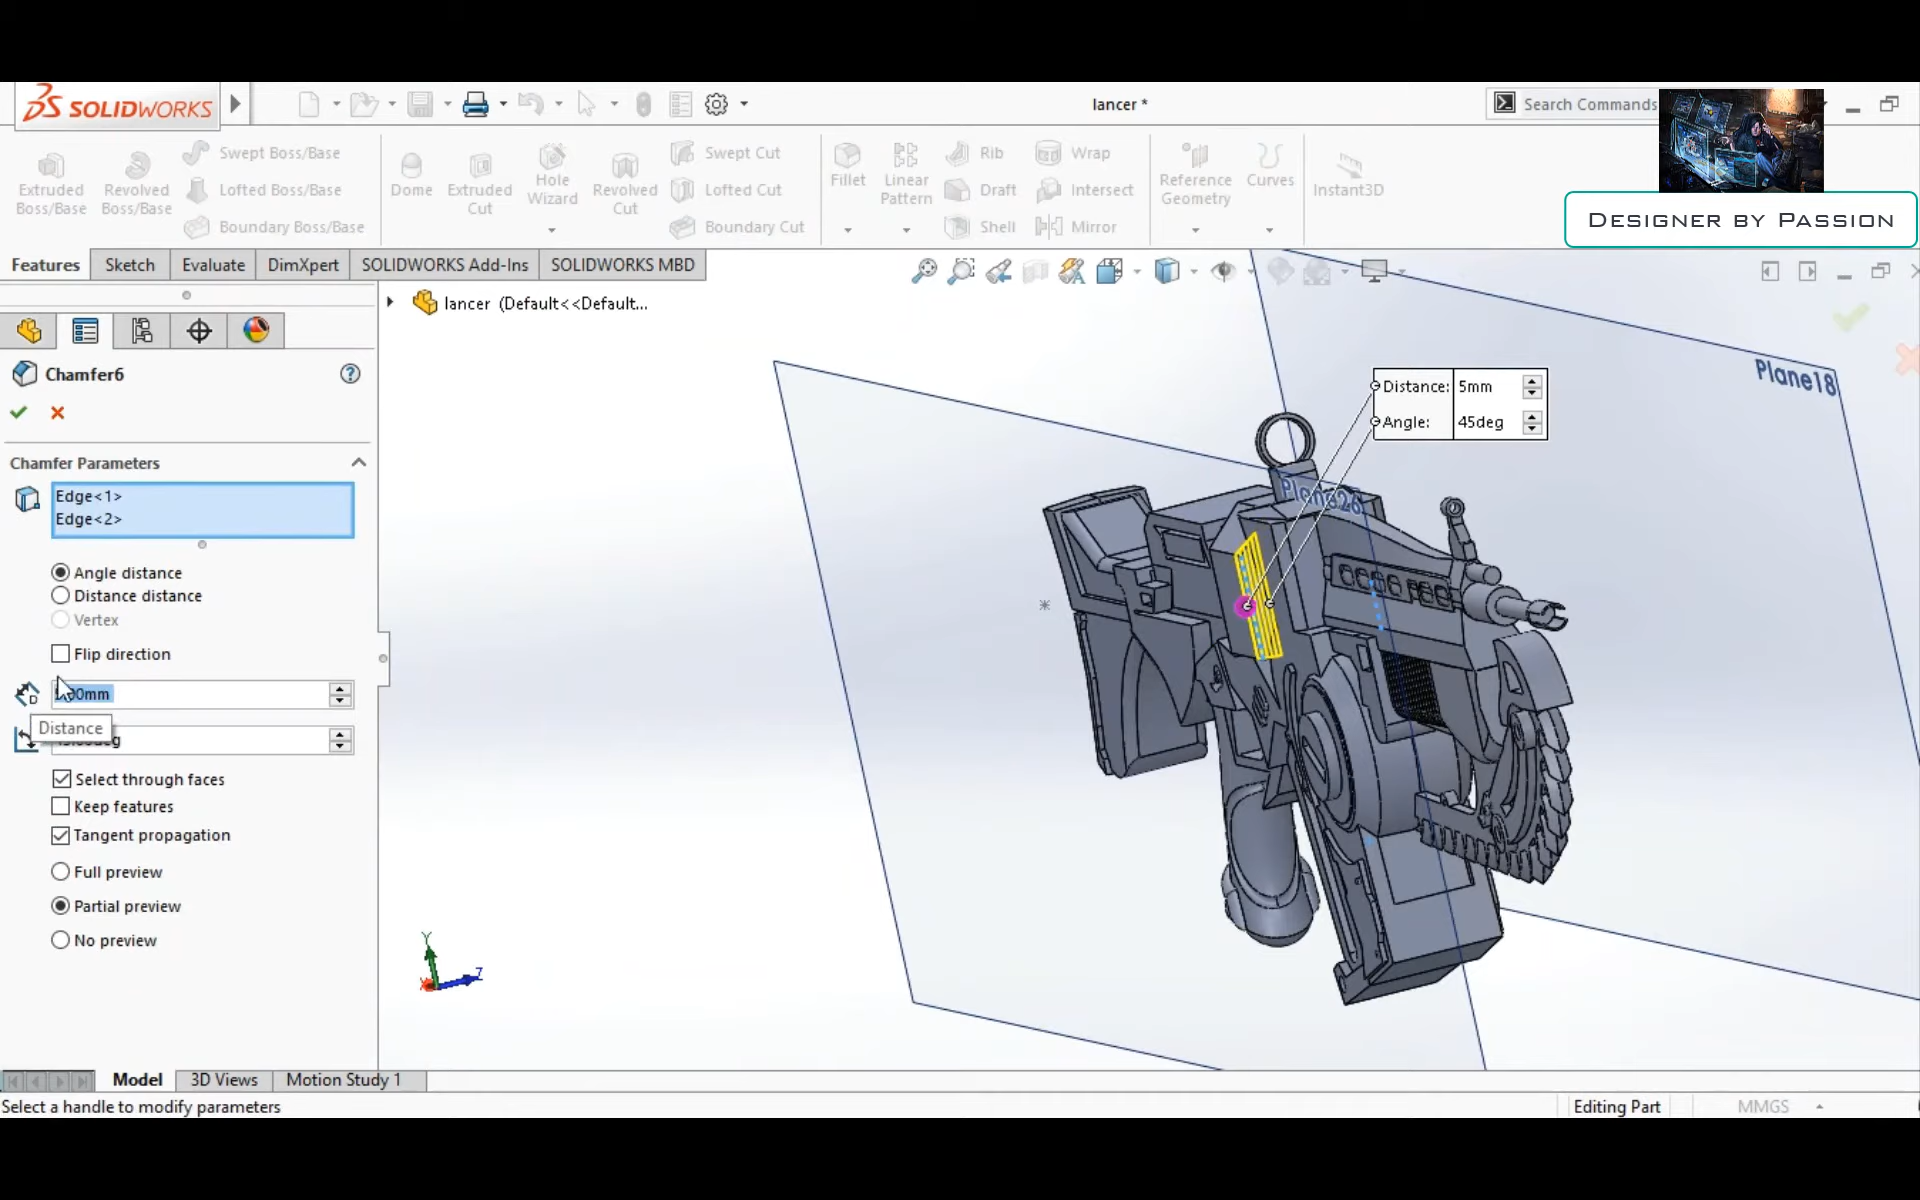 SOLIDWORKS
lancer *
Search Commands
Extruded Boss/Base
Revolved Boss/Base
Swept Boss/Base
Lofted Boss/Base
Boundary Boss/Base
Dome
Extruded Cut
Hole Wizard
Revolved Cut
Swept Cut
Lofted Cut
Boundary Cut
Fillet
Linear Pattern
Rib
Draft
Shell
Wrap
Intersect
Mirror
Reference Geometry
Curves
Instant3D
Designer by Passion
Features
Sketch
Evaluate
DimXpert
SOLIDWORKS Add-Ins
SOLIDWORKS MBD
lancer (Default<<Default...
Chamfer6
Chamfer Parameters
Edge<1>
Edge<2>
Angle distance
Distance distance
Vertex
Flip direction
Distance
Select through faces
Keep features
Tangent propagation
Full preview
Partial preview
No preview
Plane18
Distance: 5mm
Angle: 45deg
Plane26
Y
Z
Model
3D Views
Motion Study 1
Select a handle to modify parameters
Editing Part
MMGS